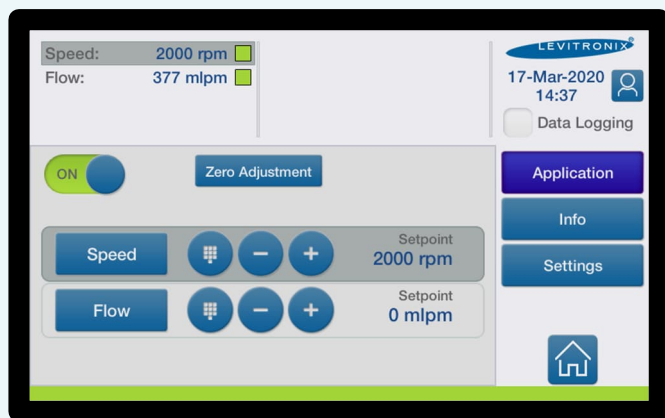 Speed: 2000 rpm
Flow: 377 mlpm
LEVITRONIX
17-Mar-2020
14:37
Data Logging
ON
Zero Adjustment
Application
Info
Settings
Speed
Setpoint
2000 rpm
Flow
Setpoint
0 mlpm